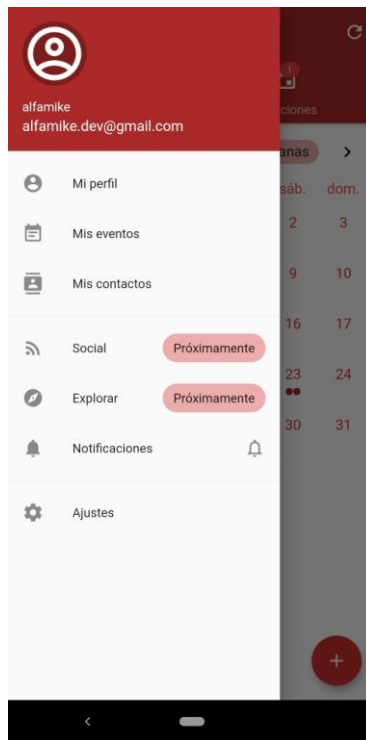 1
alfamike
alfamike.dev@gmail.com
ciones
anas
sáb. dom.
Mi perfil
2 3
Mis eventos
9 10
Mis contactos
16 17
Social Próximamente
23 24
Explorar Próximamente
30 31
Notificaciones
Ajustes